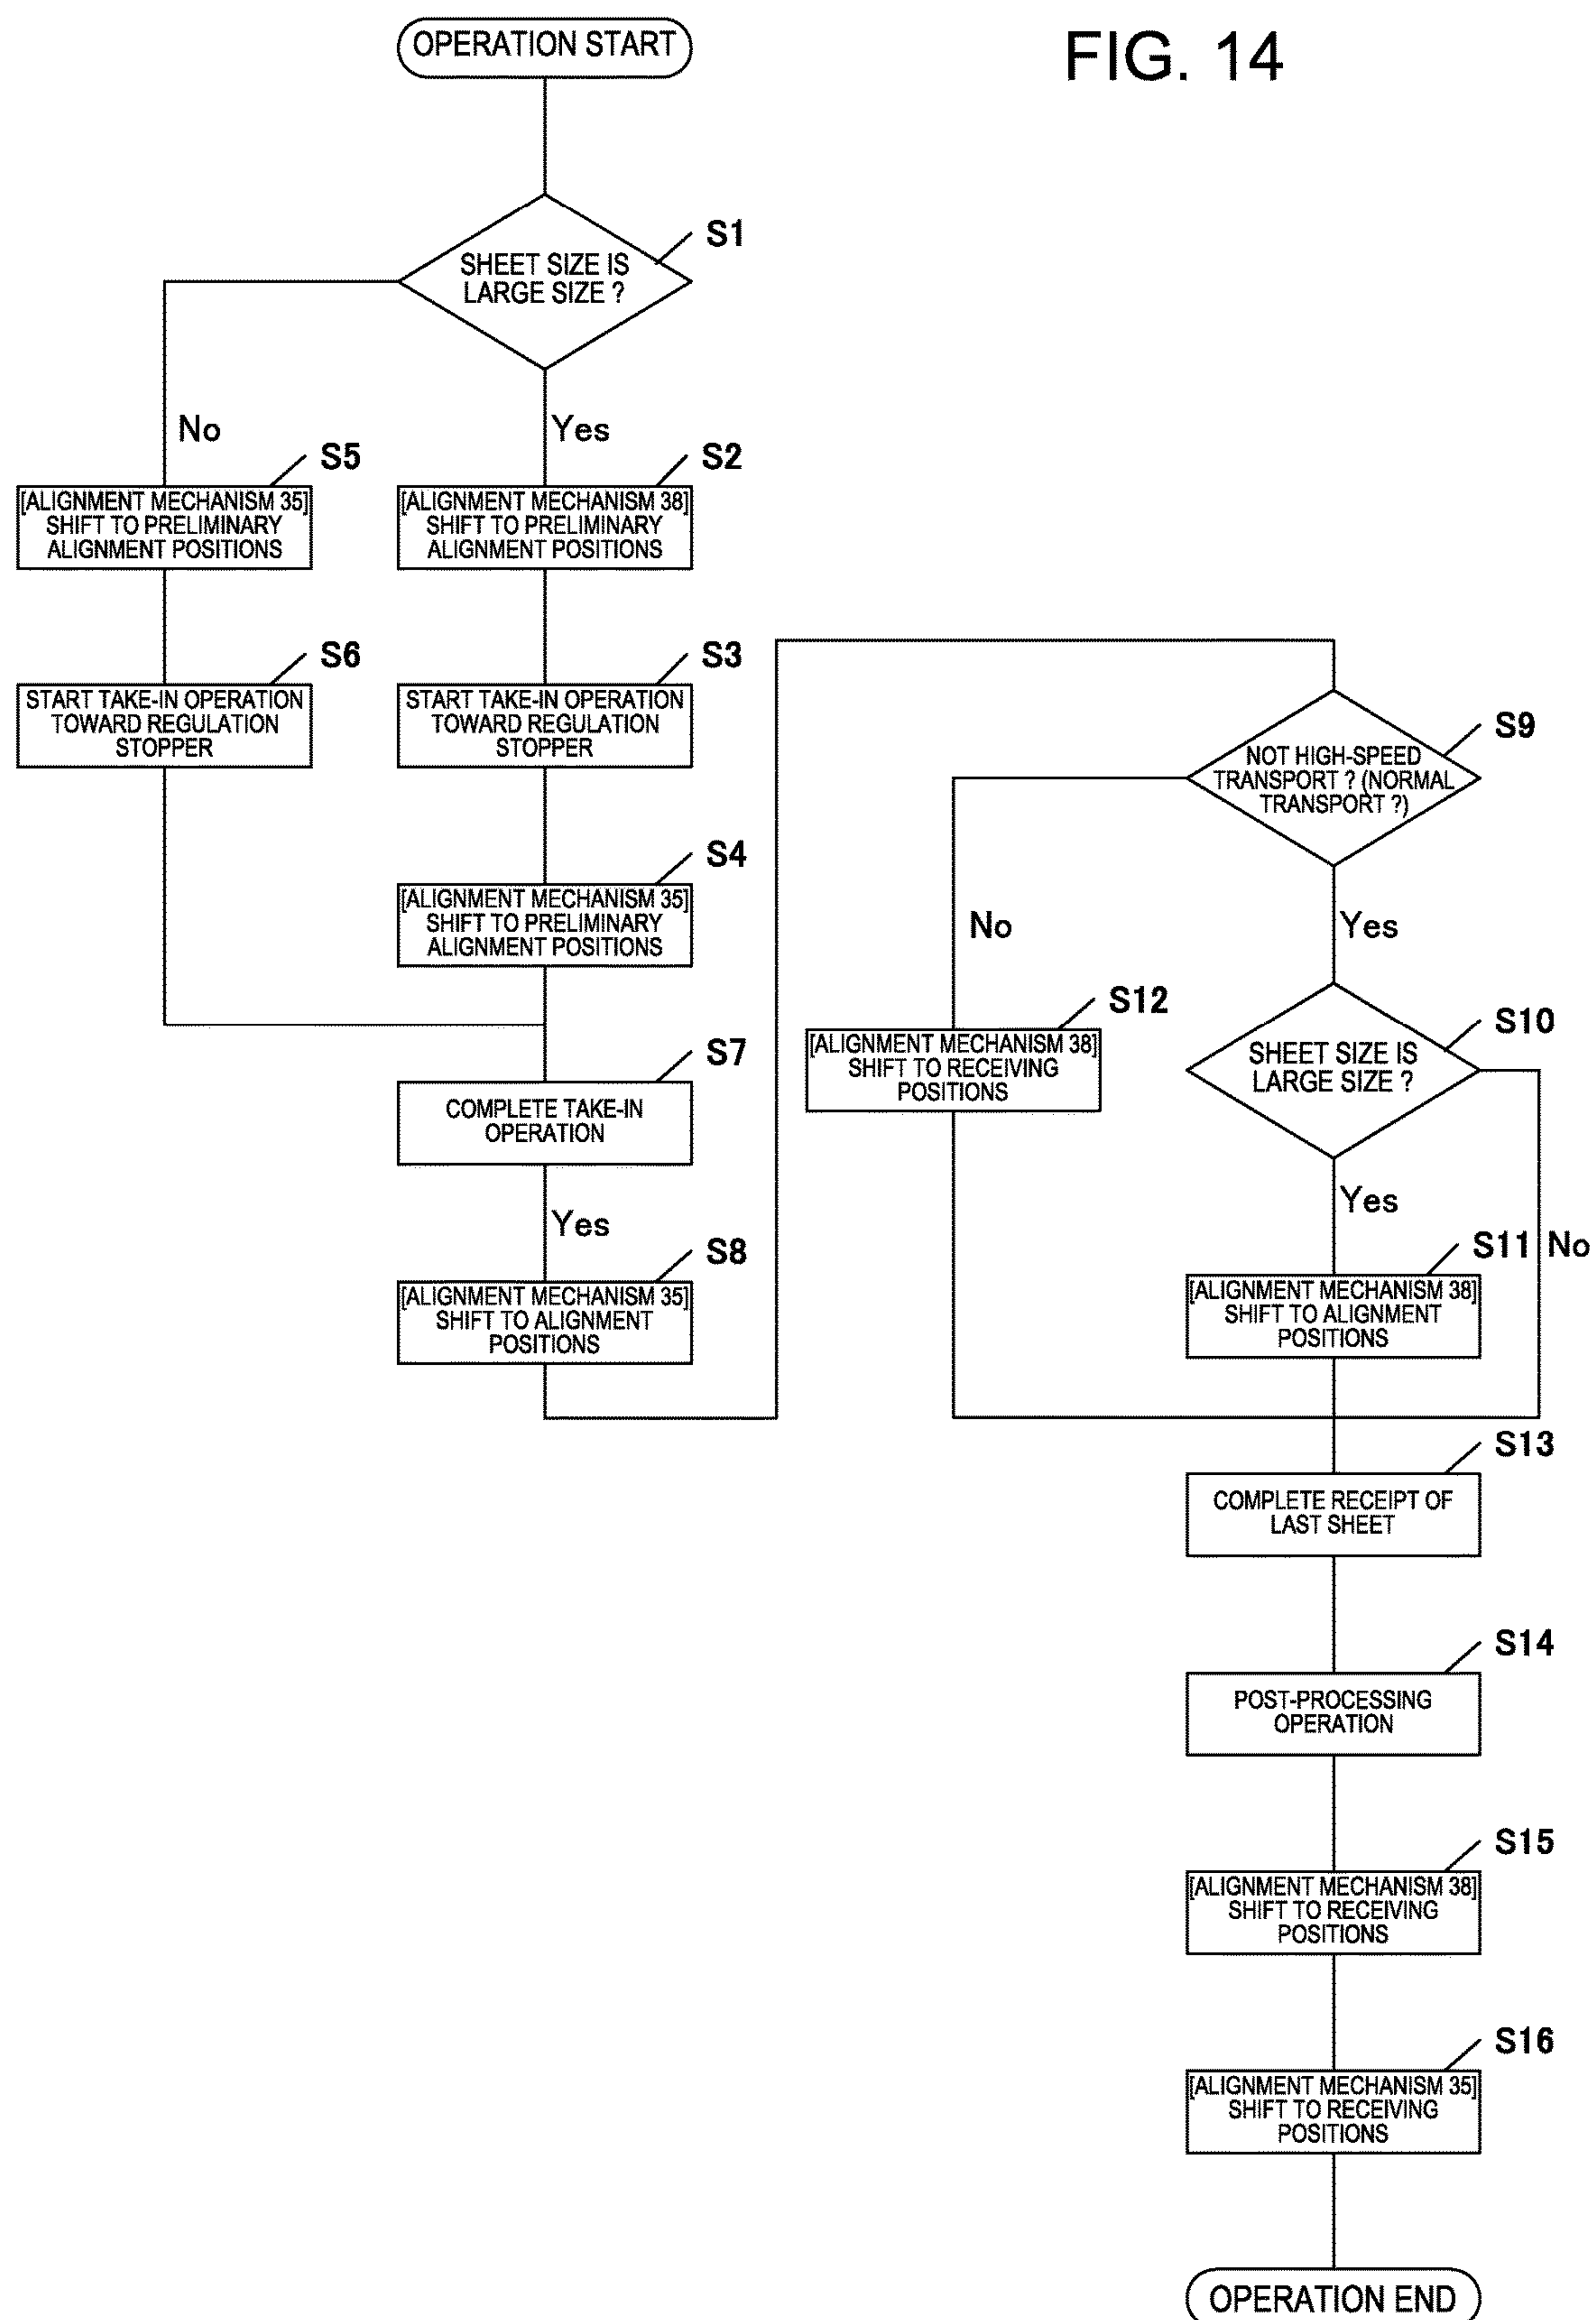 OPERATION START
FIG. 14
S1
SHEET SIZE IS
LARGE SIZE ?
No
Yes
S5
[ALIGNMENT MECHANISM 35]
SHIFT TO PRELIMINARY
ALIGNMENT POSITIONS
S2
[ALIGNMENT MECHANISM 38]
SHIFT TO PRELIMINARY
ALIGNMENT POSITIONS
S6
START TAKE-IN OPERATION
TOWARD REGULATION
STOPPER
S3
START TAKE-IN OPERATION
TOWARD REGULATION
STOPPER
S4
[ALIGNMENT MECHANISM 35]
SHIFT TO PRELIMINARY
ALIGNMENT POSITIONS
S7
COMPLETE TAKE-IN
OPERATION
Yes
S8
[ALIGNMENT MECHANISM 35]
SHIFT TO ALIGNMENT
POSITIONS
S9
NOT HIGH-SPEED
TRANSPORT ? (NORMAL
TRANSPORT ?)
No
Yes
S12
[ALIGNMENT MECHANISM 38]
SHIFT TO RECEIVING
POSITIONS
S10
SHEET SIZE IS
LARGE SIZE ?
Yes
S11
No
[ALIGNMENT MECHANISM 38]
SHIFT TO ALIGNMENT
POSITIONS
S13
COMPLETE RECEIPT OF
LAST SHEET
S14
POST-PROCESSING
OPERATION
S15
[ALIGNMENT MECHANISM 38]
SHIFT TO RECEIVING
POSITIONS
S16
[ALIGNMENT MECHANISM 35]
SHIFT TO RECEIVING
POSITIONS
OPERATION END